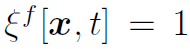 ξ^f[x, t] = 1